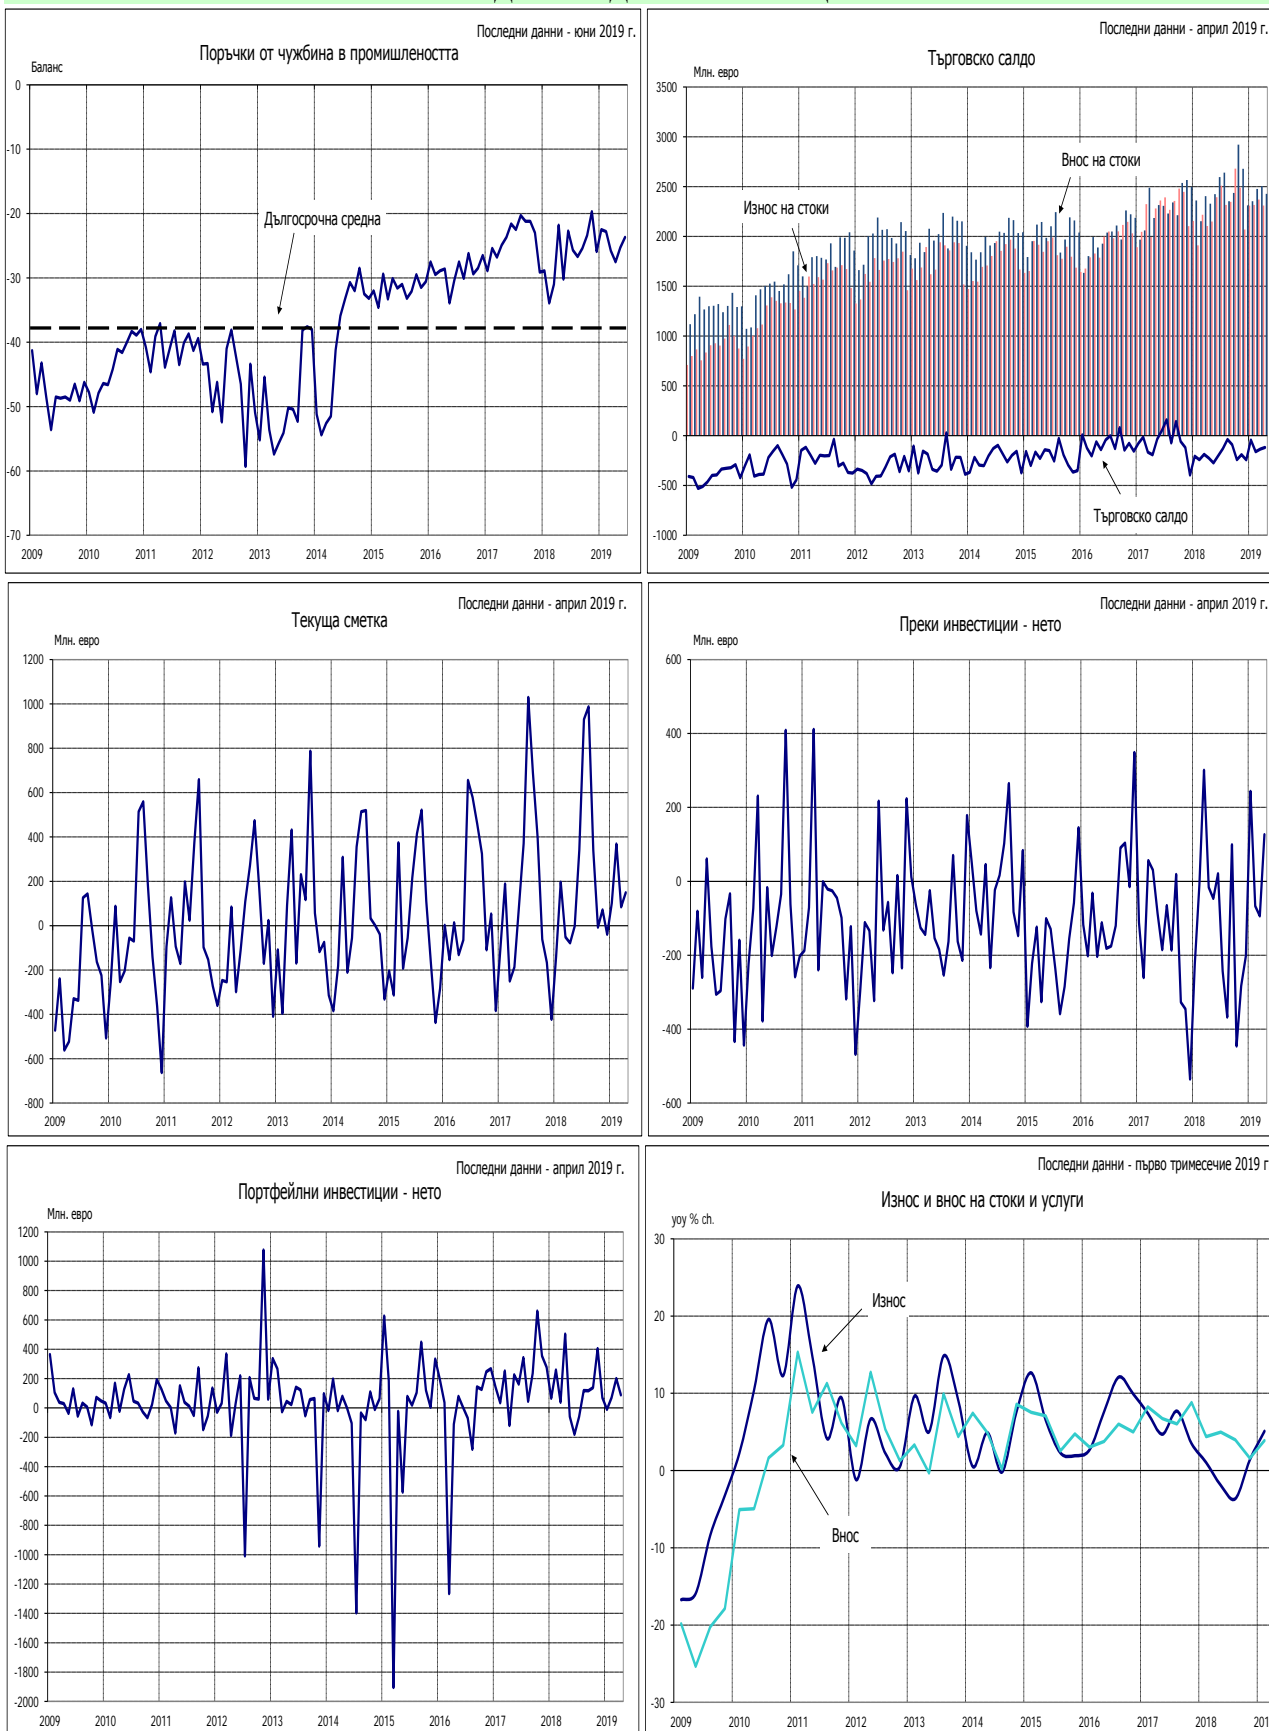 Последни данни - юни 2019 г.
Поръчки от чужбина в промишлеността
Баланс
0
-10
-20
Дългосрочна средна
-30
-40
-50
-60
-70
2009 2010 2011 2012 2013 2014 2015 2016 2017 2018 2019
Последни данни - април 2019 г.
Търговско салдо
Млн. евро
3500
3000
Внос на стоки
2500
Износ на стоки
2000
1500
1000
500
0
-500
Търговско салдо
-1000
2009 2010 2011 2012 2013 2014 2015 2016 2017 2018 2019
Последни данни - април 2019 г.
Текуща сметка
Млн. евро
1200
1000
800
600
400
200
0
-200
-400
-600
-800
2009 2010 2011 2012 2013 2014 2015 2016 2017 2018 2019
Последни данни - април 2019 г.
Преки инвестиции - нето
Млн. евро
600
400
200
0
-200
-400
-600
2009 2010 2011 2012 2013 2014 2015 2016 2017 2018 2019
Последни данни - април 2019 г.
Портфейлни инвестиции - нето
Млн. евро
1200
1000
800
600
400
200
0
-200
-400
-600
-800
-1000
-1200
-1400
-1600
-1800
-2000
2009 2010 2011 2012 2013 2014 2015 2016 2017 2018 2019
Последни данни - първо тримесечие 2019 г
Износ и внос на стоки и услуги
yoy % ch.
30
Износ
20
10
0
Внос
-10
-20
-30
2009 2010 2011 2012 2013 2014 2015 2016 2017 2018